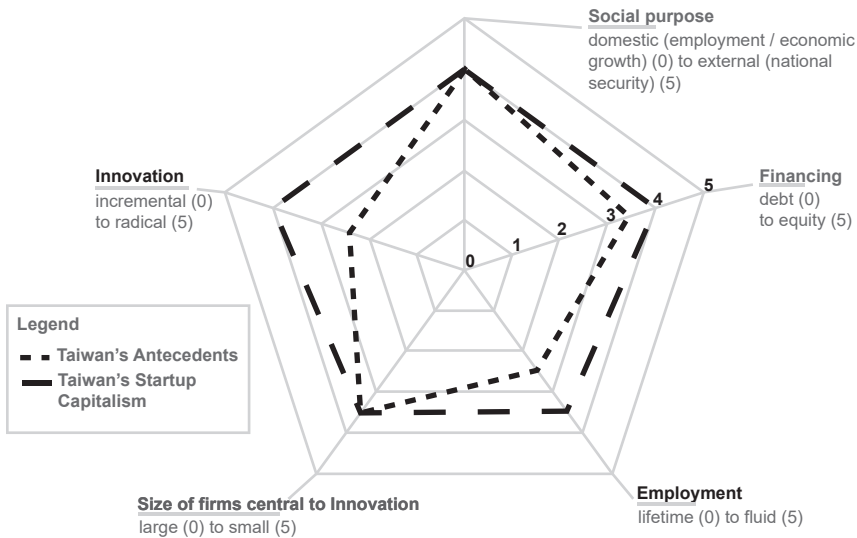 Social purpose
domestic (employment / economic
growth) (0) to external (national
security) (5)
Innovation
incremental (0)
to radical (5)
Financing
debt (0)
to equity (5)
5
4
3
2
1
0
Legend
Taiwan's Antecedents
Taiwan's Startup
Capitalism
Size of firms central to Innovation
large (0) to small (5)
Employment
lifetime (0) to fluid (5)